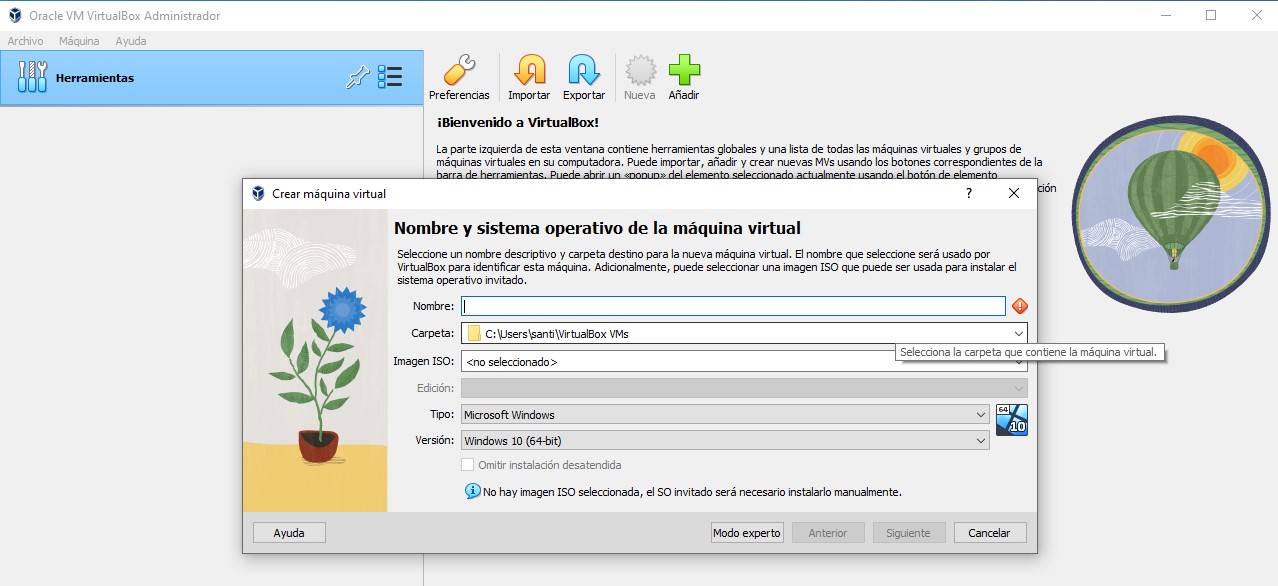 Oracle VM VirtualBox Administrador
Archivo Máquina Ayuda
Herramientas
Preferencias Importar Exportar Nueva Añadir
¡Bienvenido a VirtualBox!
La parte izquierda de esta ventana contiene herramientas globales y una lista de todas las máquinas virtuales y grupos de
máquinas virtuales en su computadora. Puede importar, añadir y crear nuevas MVs usando los botones correspondientes de la
barra de herramientas. Puede abrir un «popup» del elemento seleccionado actualmente usando el botón de elemento
ción
Crear máquina virtual
?
Nombre y sistema operativo de la máquina virtual
Seleccione un nombre descriptivo y carpeta destino para la nueva máquina virtual. El nombre que seleccione será usado por
VirtualBox para identificar esta máquina. Adicionalmente, puede seleccionar una imagen ISO que puede ser usada para instalar el
sistema operativo invitado.
Nombre:
Carpeta: C:\Users\santi\VirtualBox VMs
Selecciona la carpeta que contiene la máquina virtual.
Imagen ISO: <no seleccionado>
Edición:
Tipo: Microsoft Windows
64
10
Versión: Windows 10 (64-bit)
Omitir instalación desatendida
No hay imagen ISO seleccionada, el SO invitado será necesario instalarlo manualmente.
Ayuda Modo experto Anterior Siguiente Cancelar